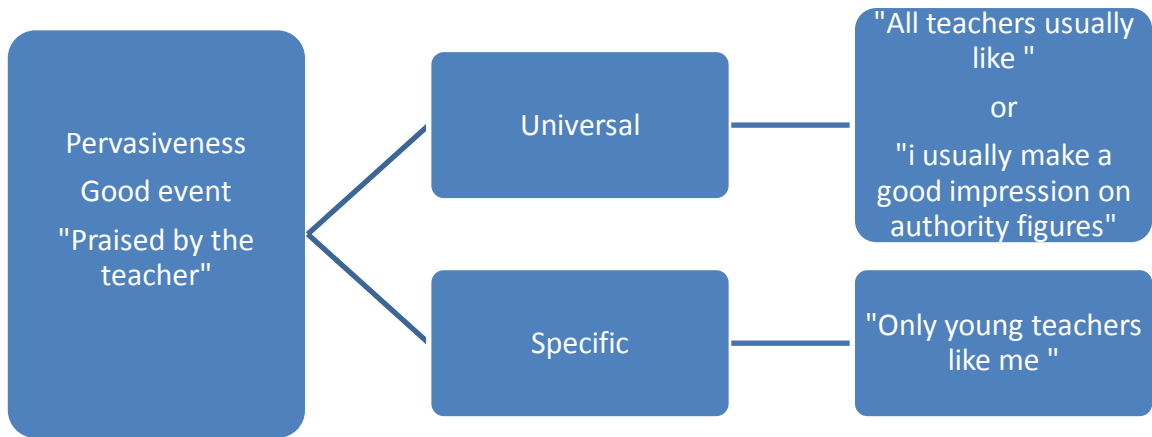 Pervasiveness
Good event
"Praised by the
teacher"
Universal
"All teachers usually
like "
or
"i usually make a
good impression on
authority figures"
Specific
"Only young teachers
like me "